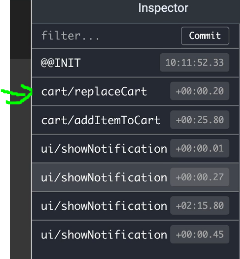 Inspector
filter... Commit
@@INIT 10:11:52.33
cart/replaceCart +00:00.20
cart/addItemToCart +00:25.80
ui/showNotification +00:00.01
ui/showNotification +00:00.27
ui/showNotification +02:15.80
ui/showNotification +00:00.45